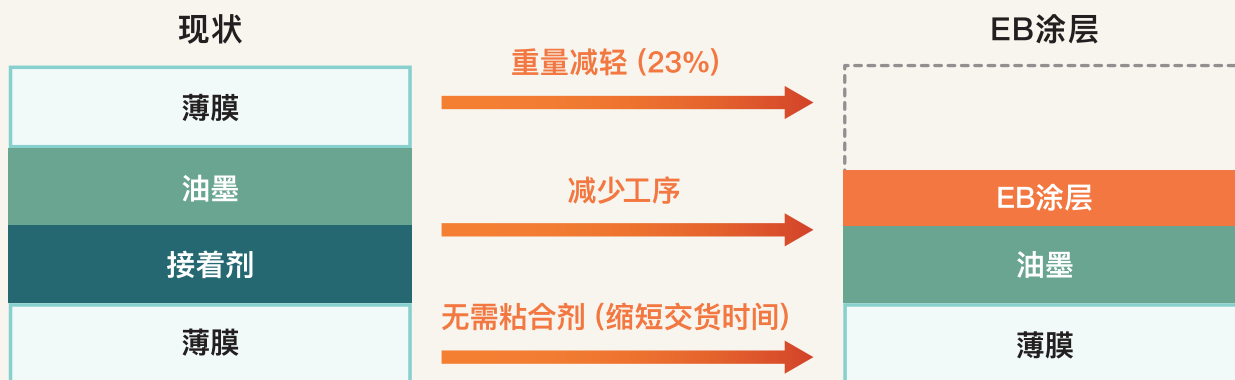 现状
薄膜
油墨
接着剂
薄膜
重量减轻（23%）
减少工序
无需粘合剂（缩短交货时间）
EB涂层
EB涂层
油墨
薄膜